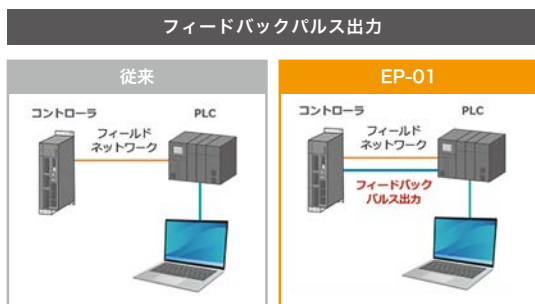 フィードバックパルス出力
従来
コントローラ
PLC
フィールド
ネットワーク
EP-01
コントローラ
PLC
フィールド
ネットワーク
フィードバック
パルス出力